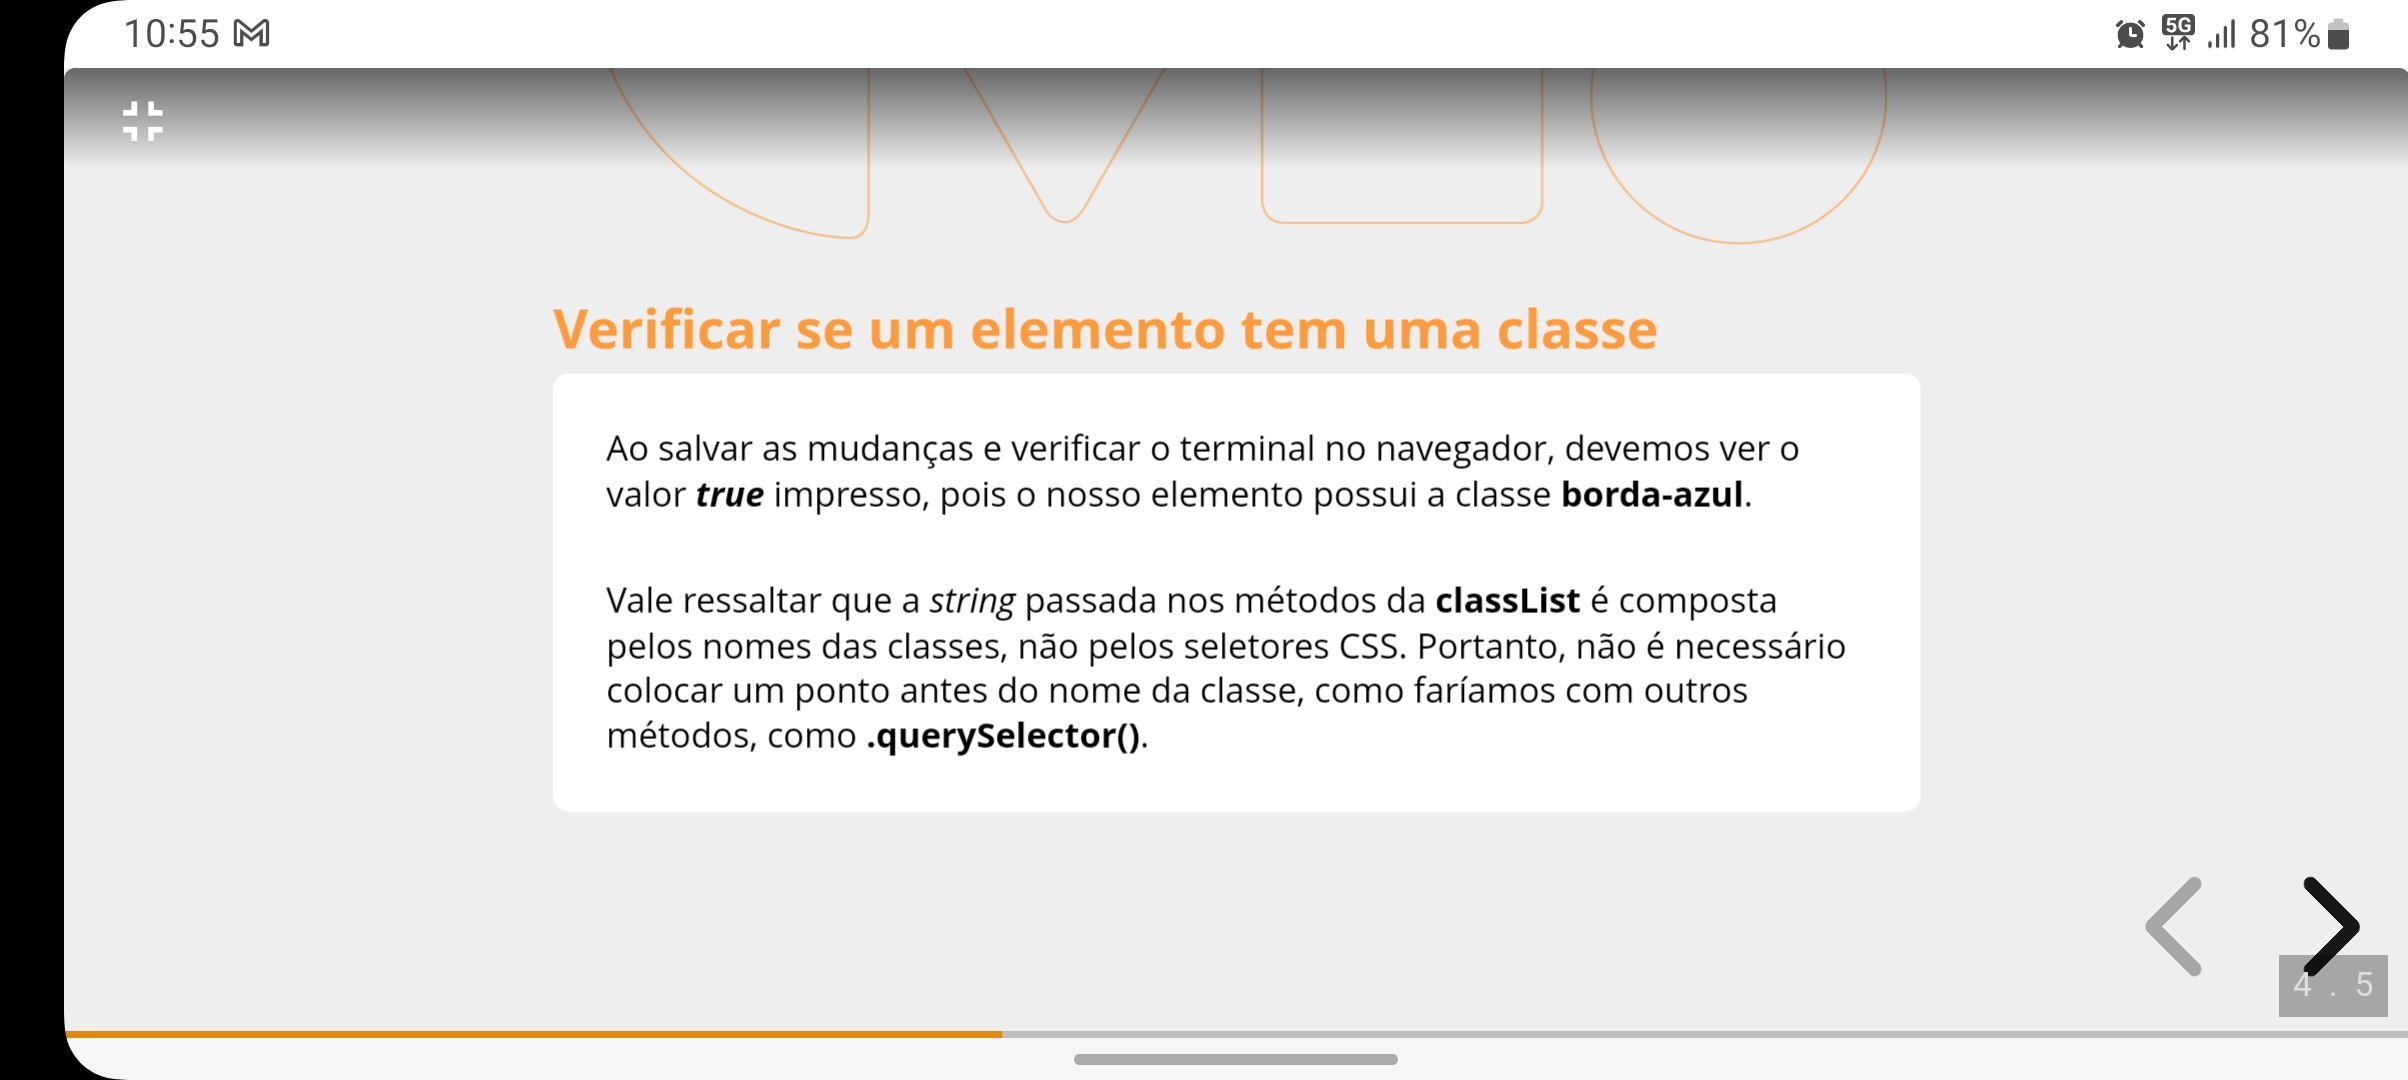 10:55
5G 81%
Verificar se um elemento tem uma classe
Ao salvar as mudanças e verificar o terminal no navegador, devemos ver o
valor true impresso, pois o nosso elemento possui a classe borda-azul.
Vale ressaltar que a string passada nos métodos da classList é composta
pelos nomes das classes, não pelos seletores CSS. Portanto, não é necessário
colocar um ponto antes do nome da classe, como faríamos com outros
métodos, como .querySelector().
4 . 5